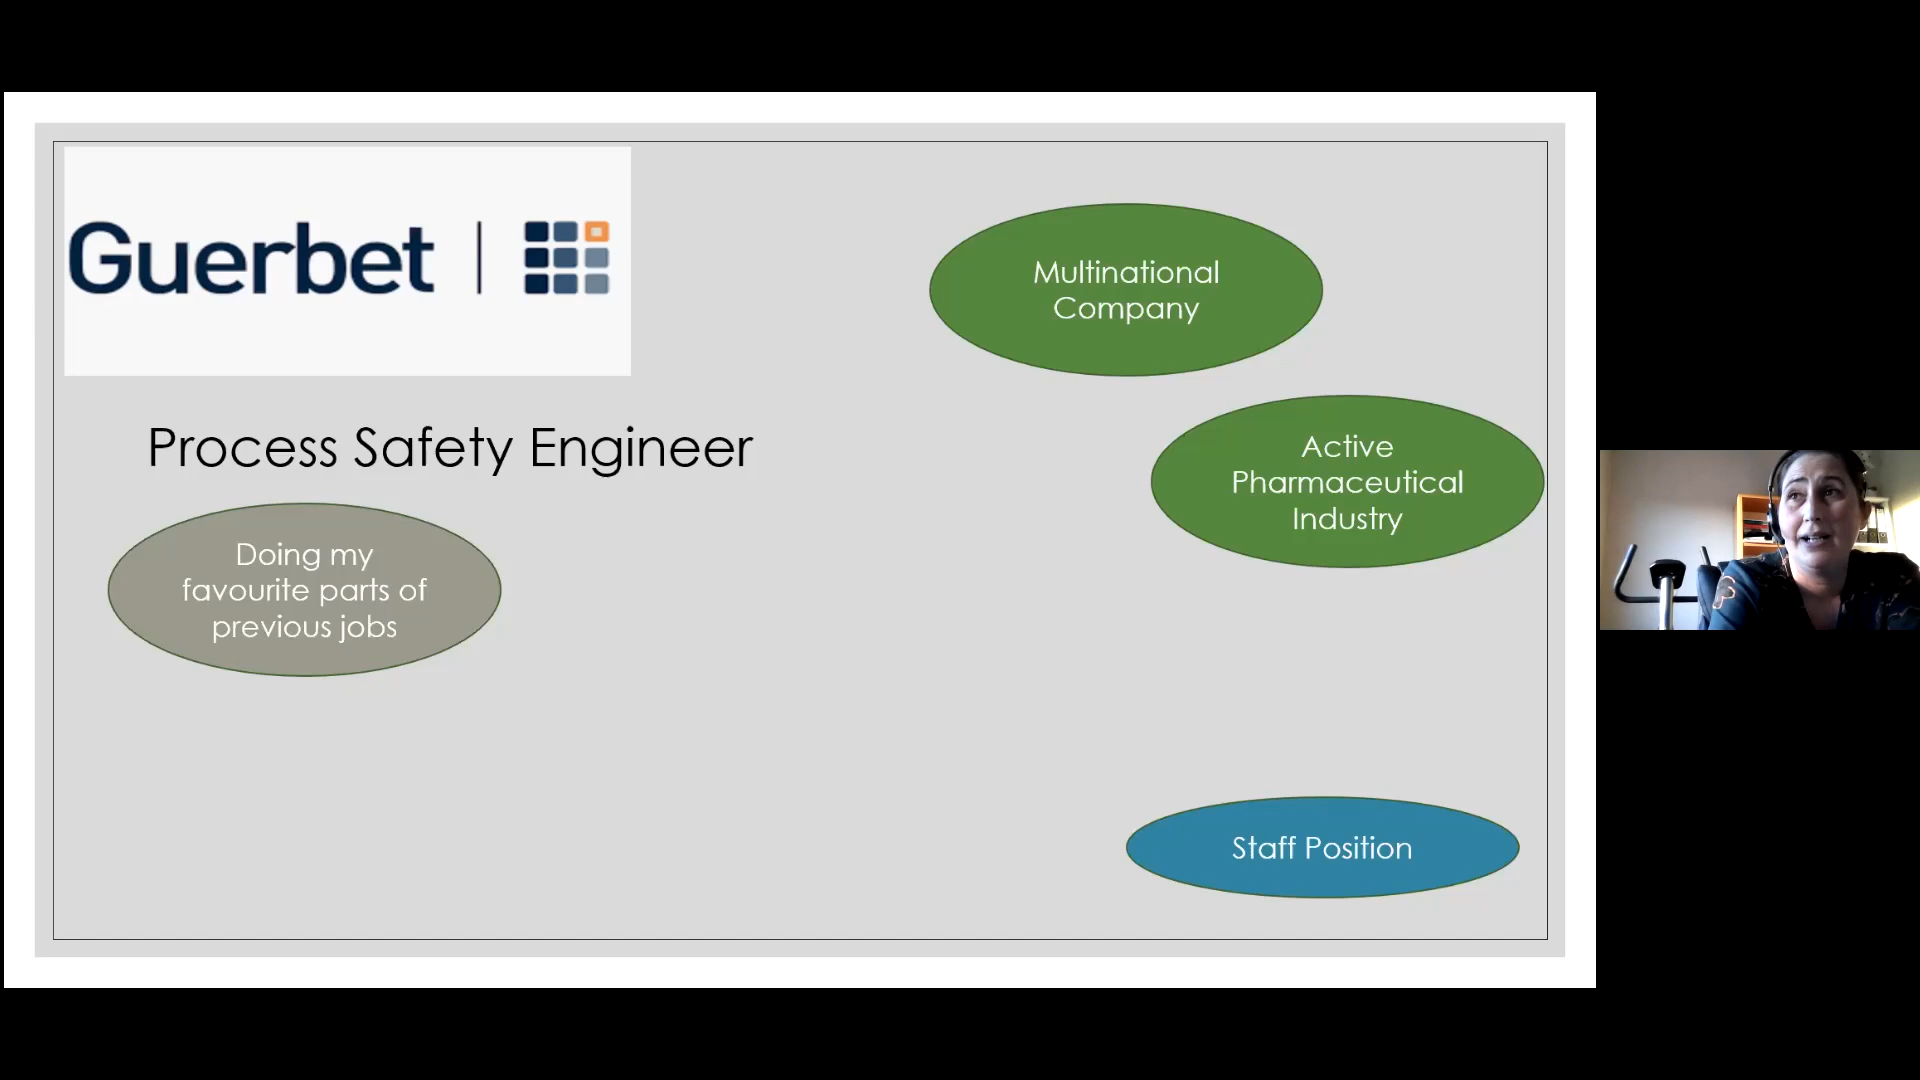 Guerbet
Multinational
Company
Process Safety Engineer
Active
Pharmaceutical
Industry
Doing my
favourite parts of
previous jobs
Staff Position